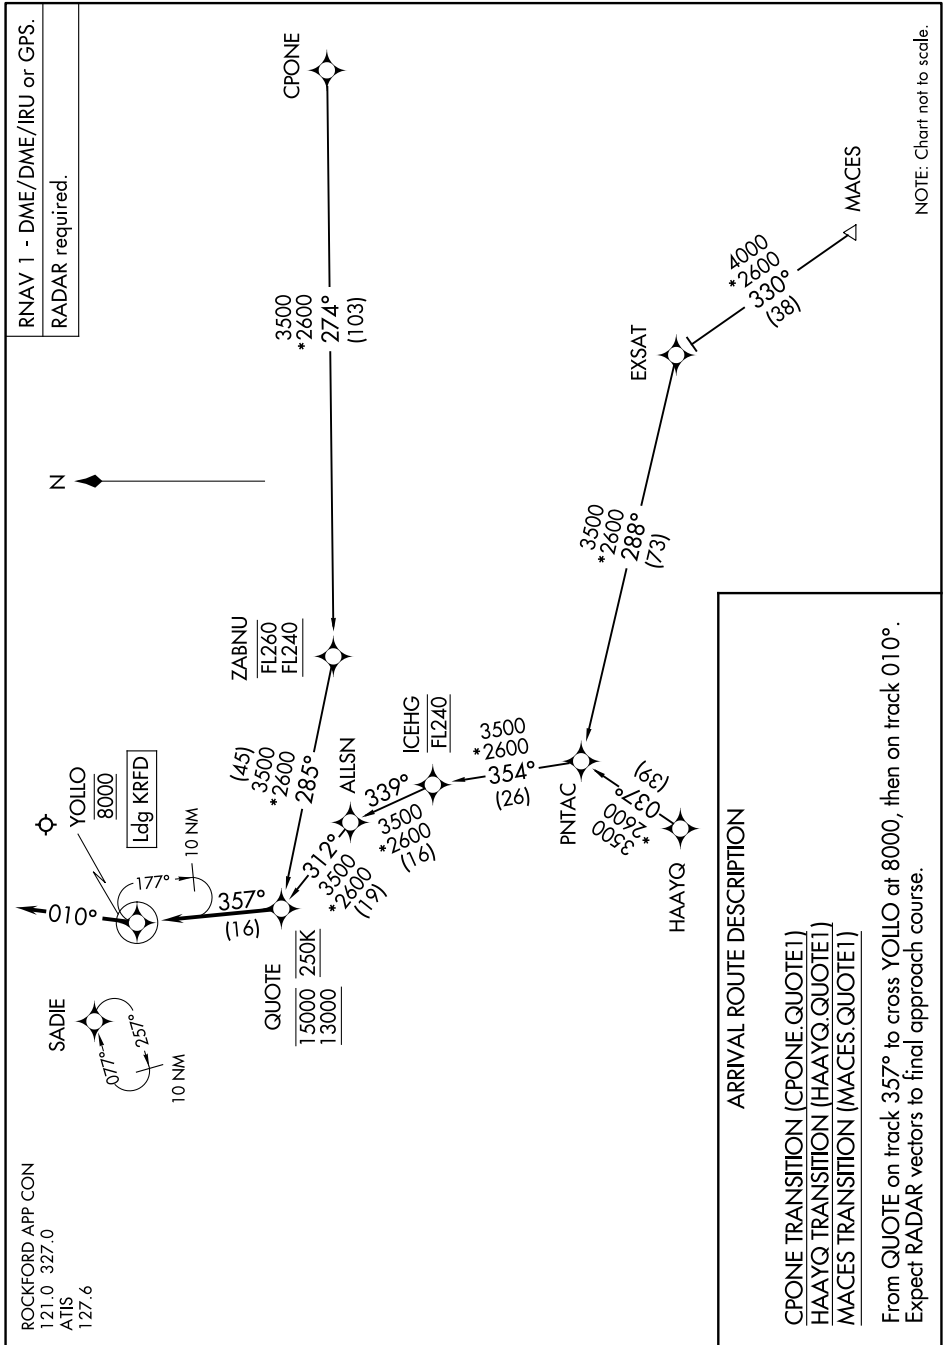 RNAV 1 - DME/DME/IRU or GPS.
RADAR required.
ROCKFORD APP CON
121.0 327.0
ATIS
127.6
N
SADIE
077°
257°
10 NM
010°
YOLLO
8000
Ldg KRFD
177°
10 NM
357°
(16)
QUOTE
15000 250K
13000
(45)
3500
*2600
285°
ZABNU
FL260
FL240
3500
*2600
274°
(103)
CPONE
ALLSN
312°
3500
*2600
(19)
339°
3500
*2600
(16)
ICEHG
FL240
3500
*2600
354°
(26)
PNTAC
3500
*2600
037°
(39)
HAAYQ
3500
*2600
288°
(73)
EXSAT
4000
*2600
330°
(38)
MACES
NOTE: Chart not to scale.
ARRIVAL ROUTE DESCRIPTION
CPONE TRANSITION (CPONE.QUOTE1)
HAAYQ TRANSITION (HAAYQ.QUOTE1)
MACES TRANSITION (MACES.QUOTE1)
From QUOTE on track 357° to cross YOLLO at 8000, then on track 010°.
Expect RADAR vectors to final approach course.